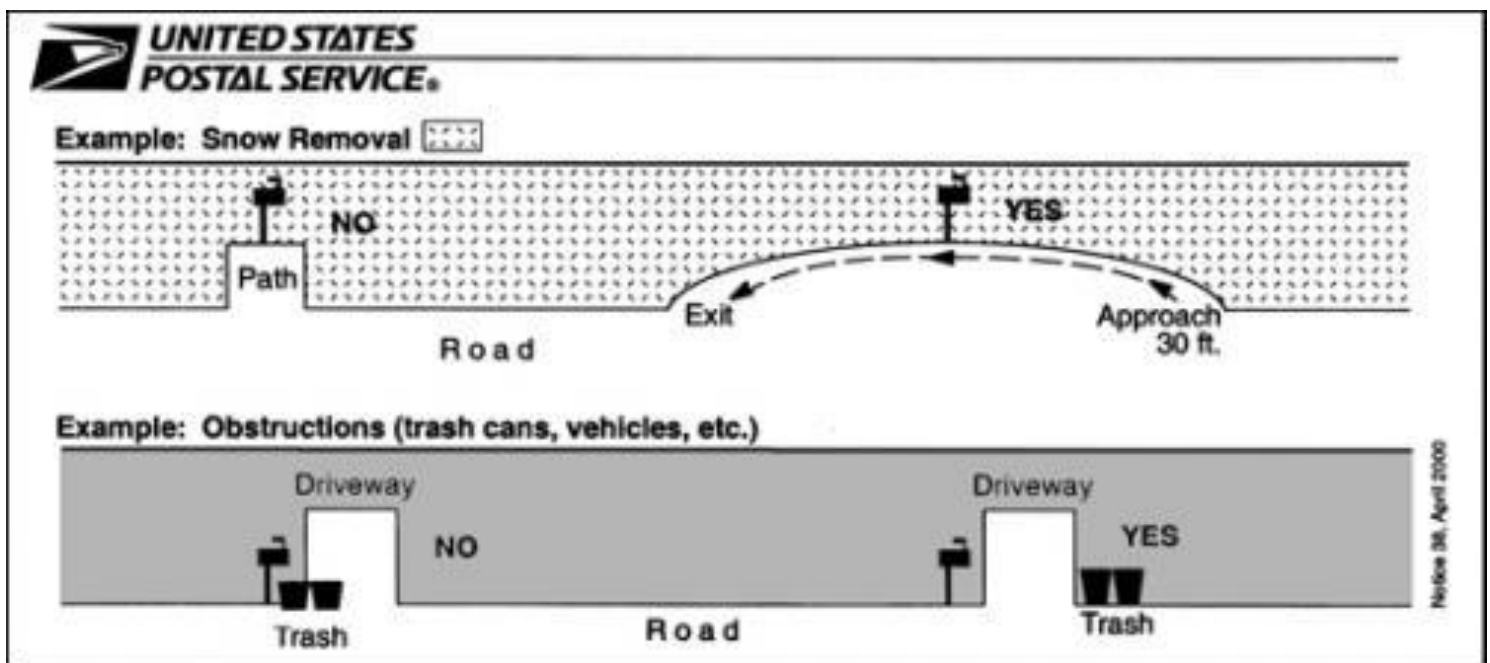 UNITED STATES
POSTAL SERVICE®
Example: Snow Removal
NO
YES
Path
Exit
Approach
30 ft.
Road
Example: Obstructions (trash cans, vehicles, etc.)
Driveway
Driveway
NO
YES
Trash
Road
Trash
Notice 38, April 2000